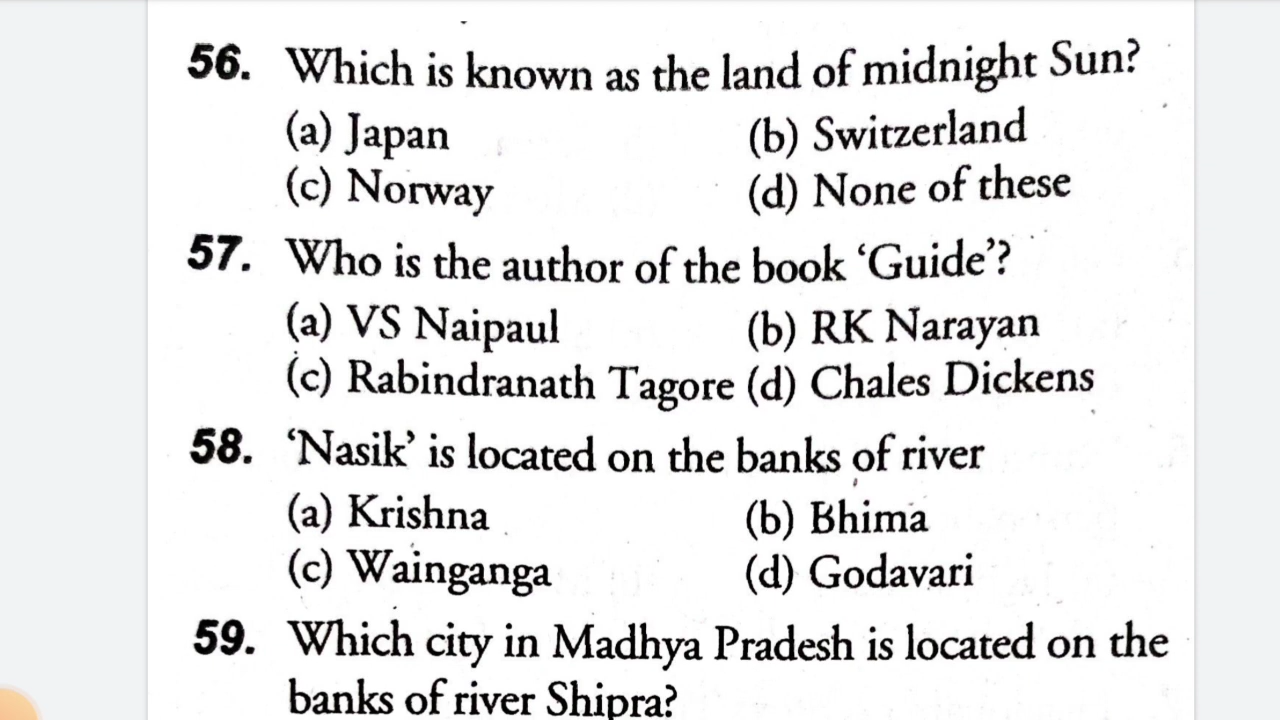 56. Which is known as the land of midnight Sun?
(a) Japan (b) Switzerland
(c) Norway (d) None of these
57. Who is the author of the book ‘Guide’?
(a) VS Naipaul (b) RK Narayan
(c) Rabindranath Tagore (d) Chales Dickens
58. ‘Nasik’ is located on the banks of river
(a) Krishna (b) Bhima
(c) Wainganga (d) Godavari
59. Which city in Madhya Pradesh is located on the
banks of river Shipra?